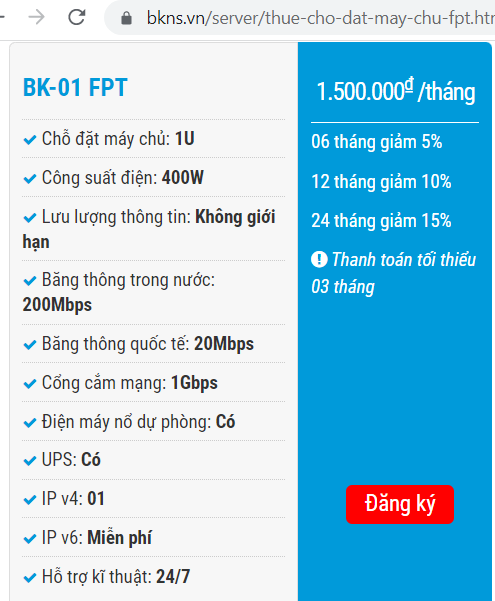 bkns.vn/server/thue-cho-dat-may-chu-fpt.htm
BK-01 FPT
Chỗ đặt máy chủ: 1U
Công suất điện: 400W
Lưu lượng thông tin: Không giới
hạn
Băng thông trong nước:
200Mbps
Băng thông quốc tế: 20Mbps
Cổng cắm mạng: 1Gbps
Điện máy nổ dự phòng: Có
UPS: Có
IP v4: 01
IP v6: Miễn phí
Hỗ trợ kĩ thuật: 24/7
1.500.000₫ /tháng
06 tháng giảm 5%
12 tháng giảm 10%
24 tháng giảm 15%
Thanh toán tối thiểu
03 tháng
Đăng ký